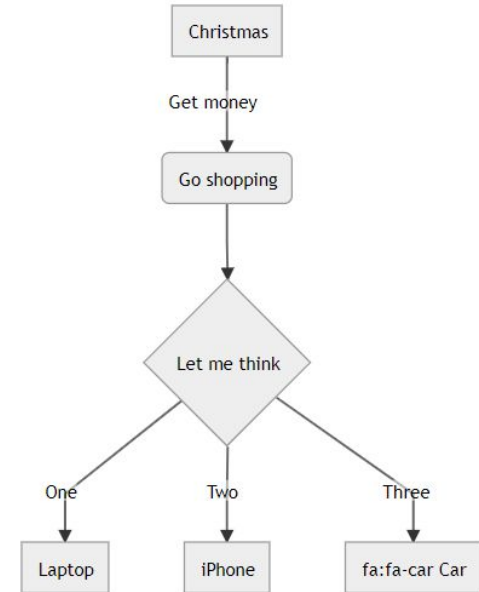 Christmas
Get money
Go shopping
Let me think
One
Two
Three
Laptop
iPhone
fa:fa-car Car